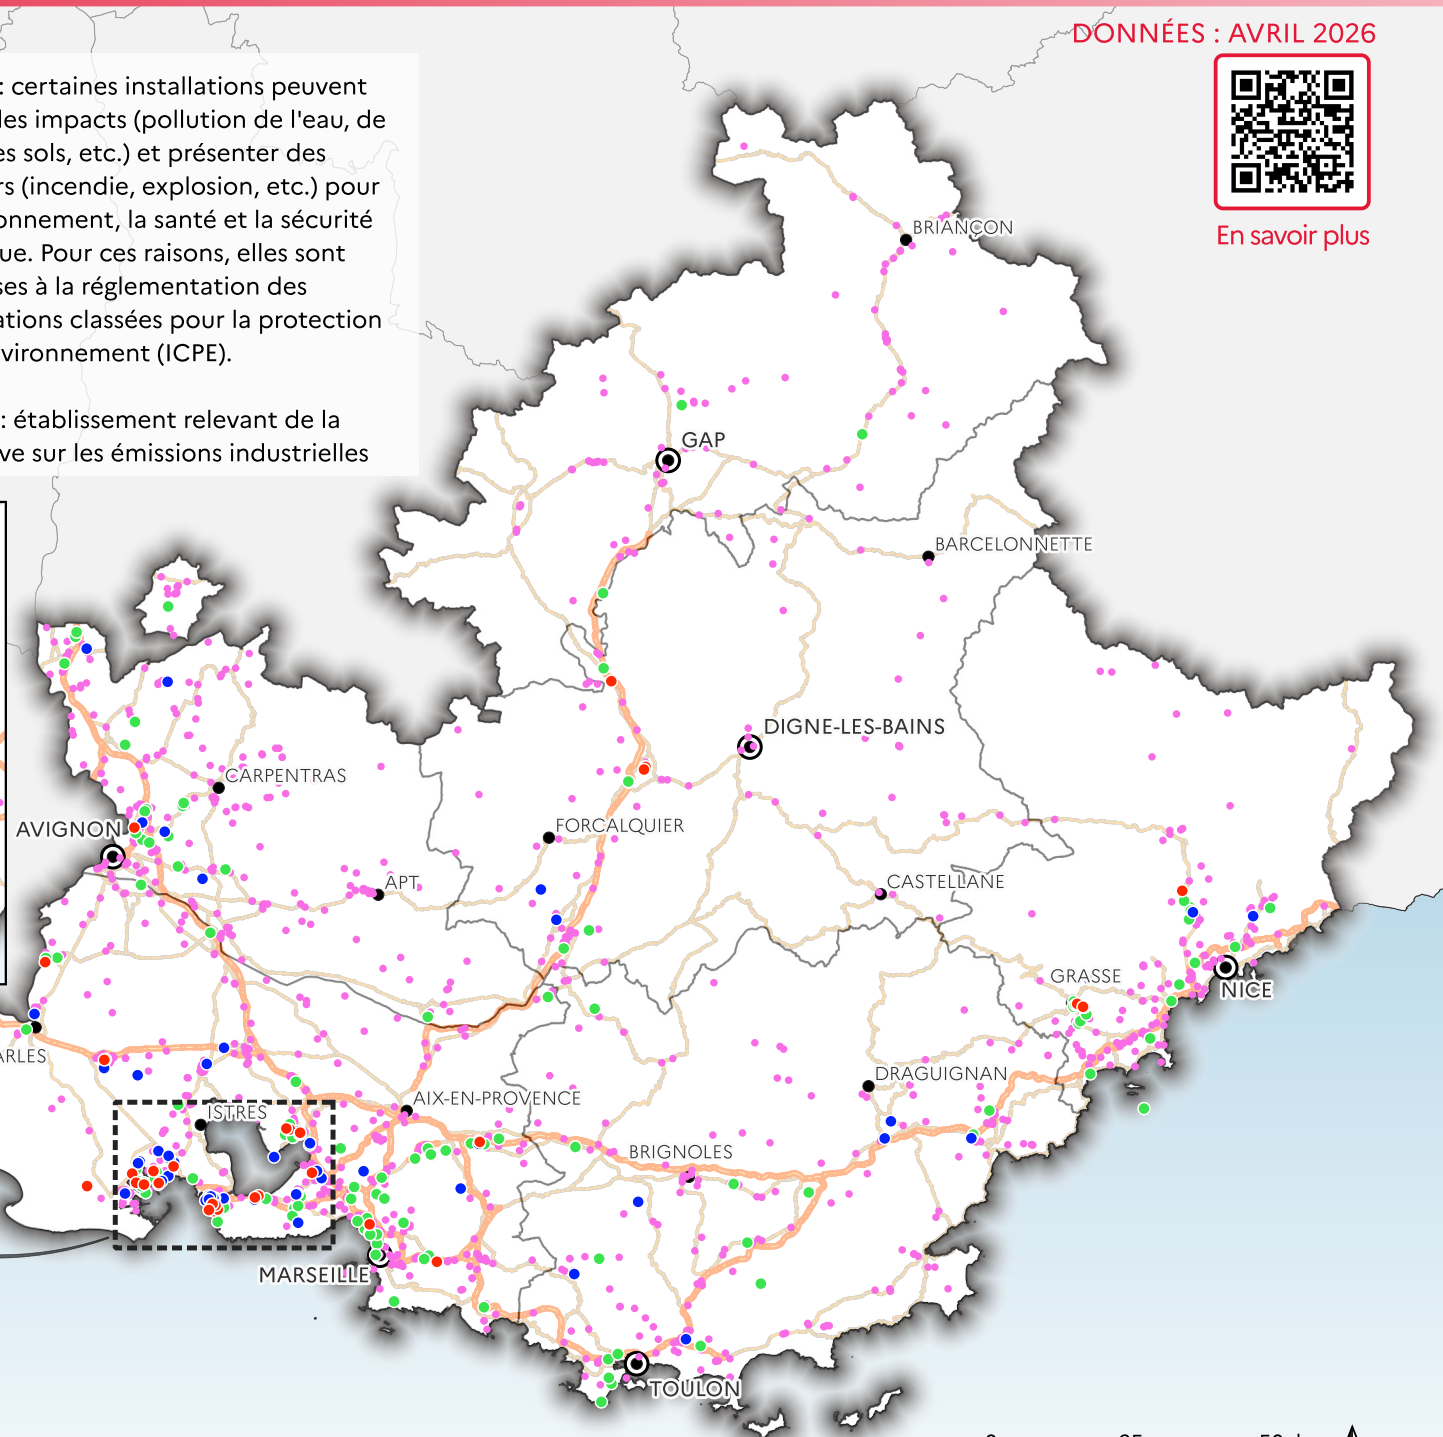 DONNÉES : AVRIL 2026
En savoir plus
: certaines installations peuvent
des impacts (pollution de l'eau, de
es sols, etc.) et présenter des
rs (incendie, explosion, etc.) pour
onnement, la santé et la sécurité
ue. Pour ces raisons, elles sont
ses à la réglementation des
ations classées pour la protection
vironnement (ICPE).
: établissement relevant de la
ve sur les émissions industrielles
BRIANÇON
GAP
BARCELONNETTE
DIGNE-LES-BAINS
CARPENTRAS
AVIGNON
FORCALQUIER
APT
CASTELLANE
GRASSE
NICE
ARLES
DRAGUIGNAN
AIX-EN-PROVENCE
ISTRES
BRIGNOLES
MARSEILLE
TOULON